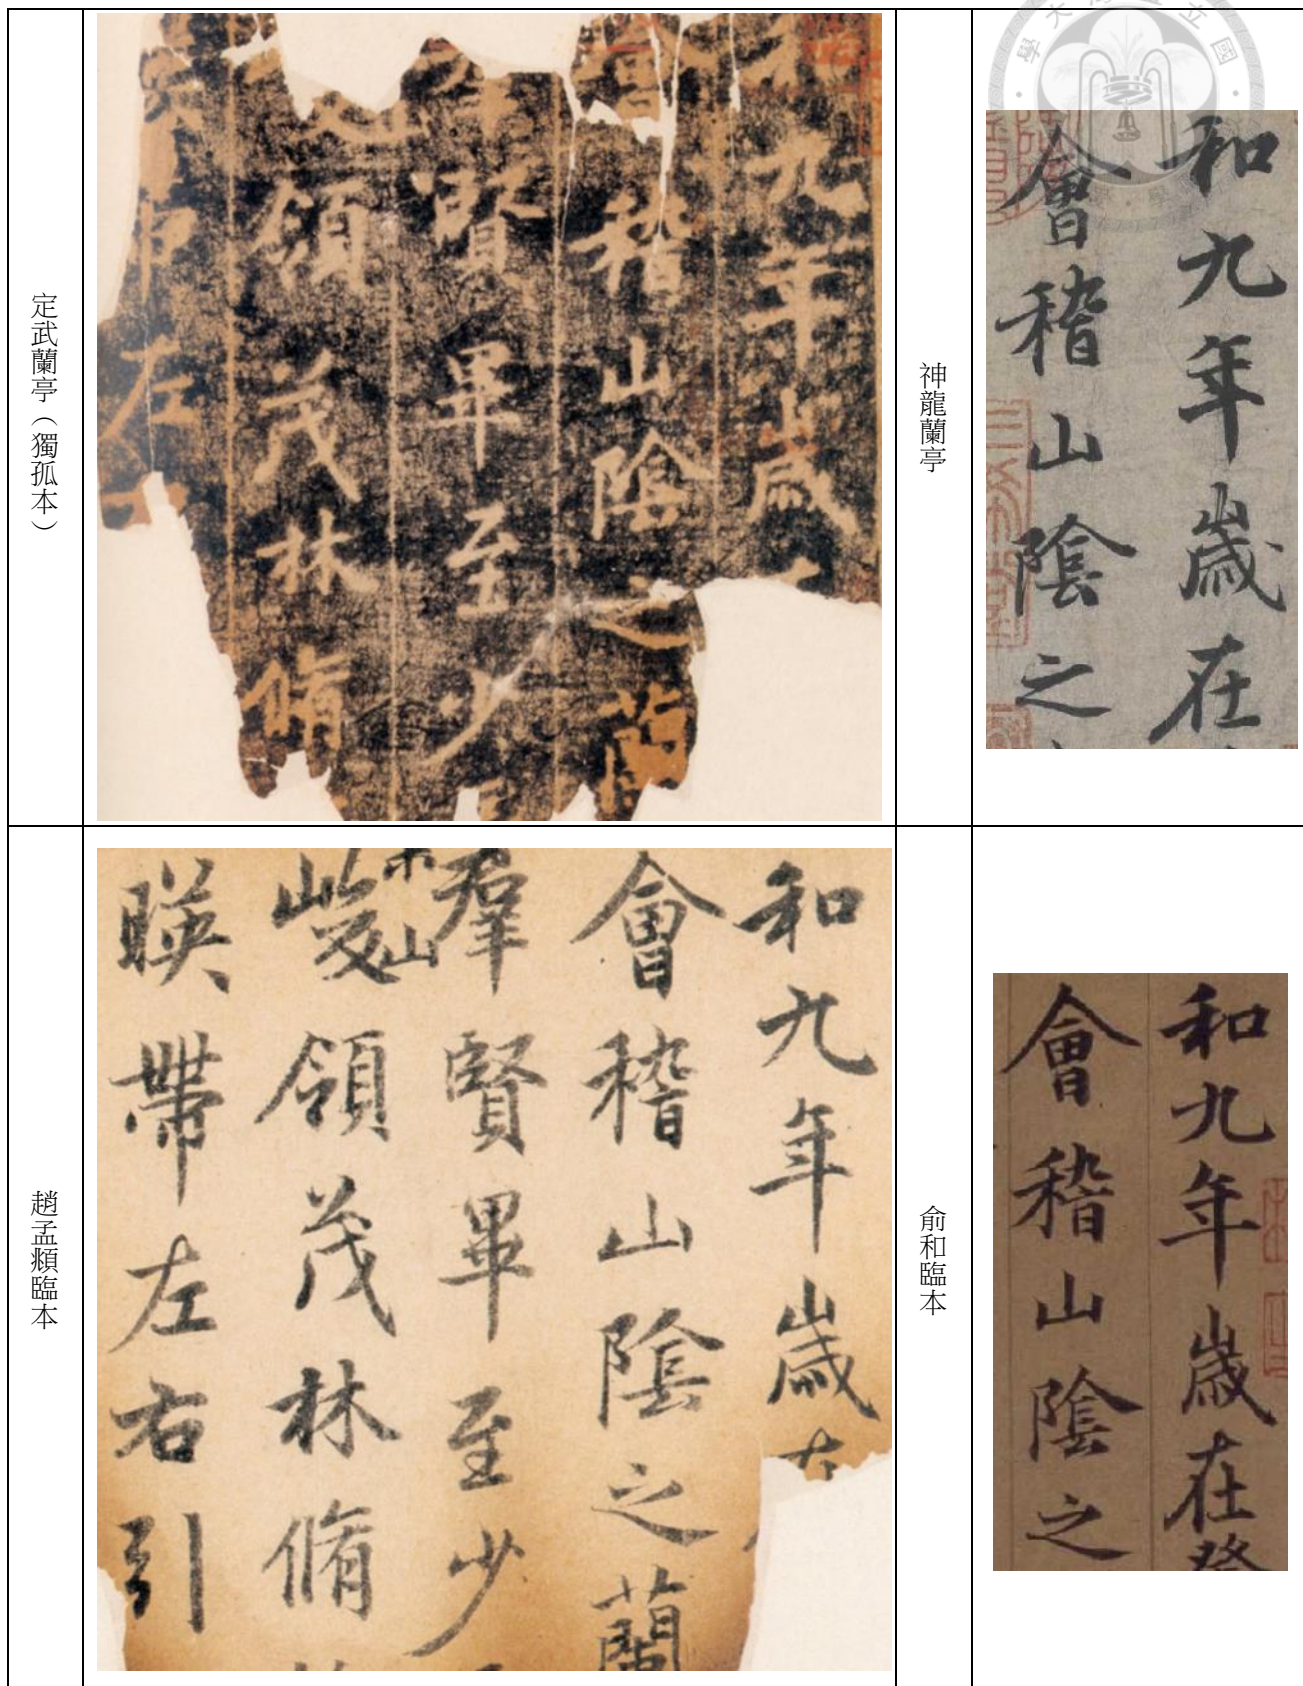 定武蘭亭（獨孤本）
九年歲
稽山陰之蘭
賢畢至少
領茂林脩
左
神龍蘭亭
和九年歲在
會稽山陰之
趙孟頫臨本
和九年歲在
會稽山陰之蘭
羣賢畢至少
崇山
峻領茂林脩
暎帶左右引
俞和臨本
和九年歲在癸
會稽山陰之